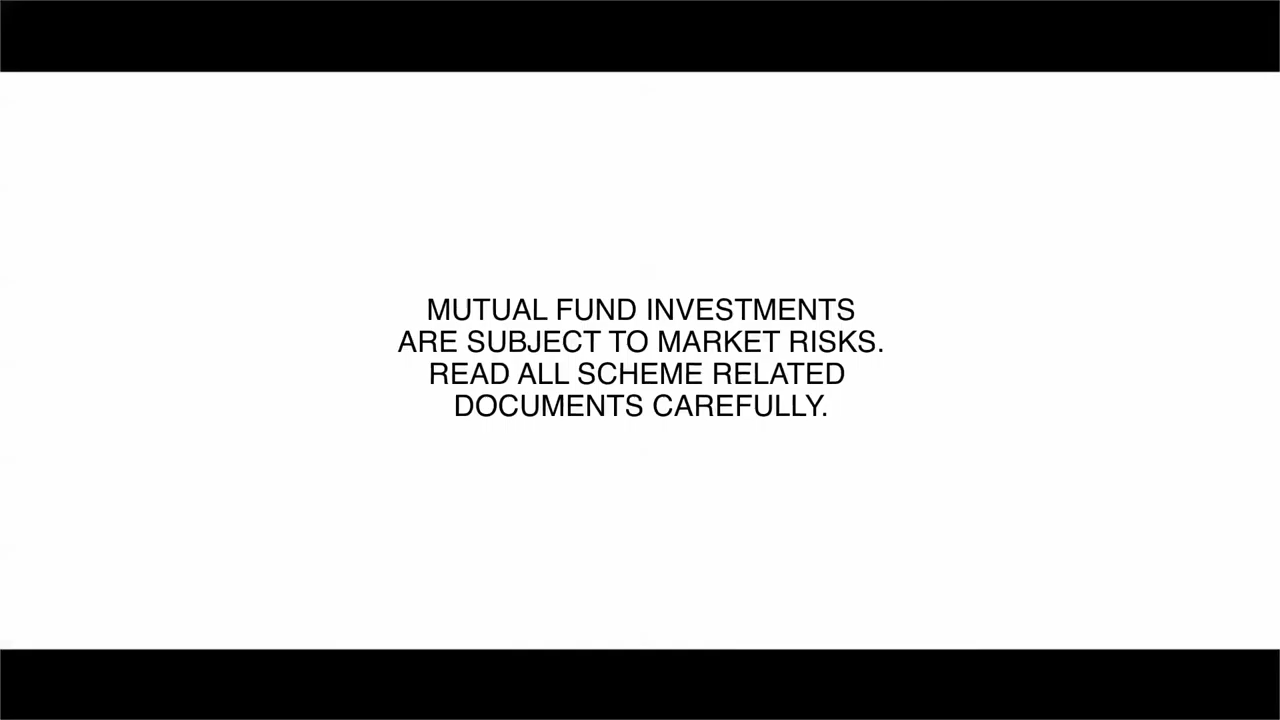 MUTUAL FUND INVESTMENTS
ARE SUBJECT TO MARKET RISKS.
READ ALL SCHEME RELATED
DOCUMENTS CAREFULLY.